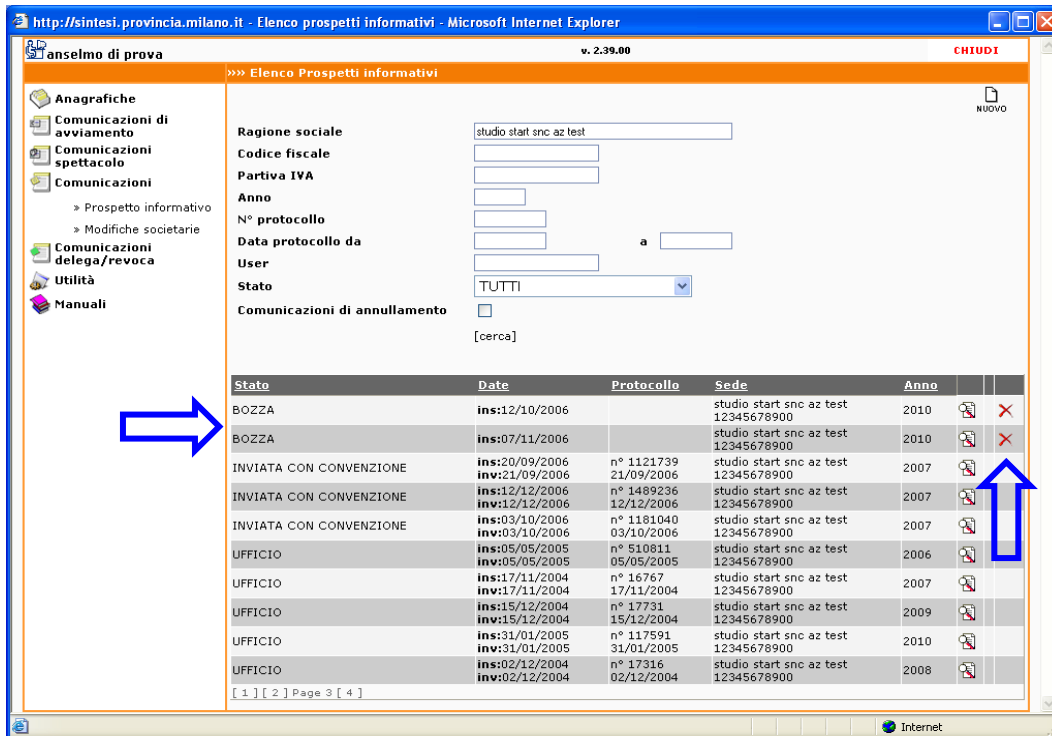 http://sintesi.provincia.milano.it - Elenco prospetti informativi - Microsoft Internet Explorer
anselmo di prova
v. 2.39.00
CHIUDI
»»» Elenco Prospetti informativi
Anagrafiche
Comunicazioni di
avviamento
Comunicazioni
spettacolo
Comunicazioni
» Prospetto informativo
» Modifiche societarie
Comunicazioni
delega/revoca
Utilità
Manuali
NUOVO
Ragione sociale studio start snc az test
Codice fiscale
Partiva IVA
Anno
N° protocollo
Data protocollo da a
User
Stato TUTTI
Comunicazioni di annullamento
[cerca]
Stato Date Protocollo Sede Anno
BOZZA ins:12/10/2006 studio start snc az test 2010
12345678900
BOZZA ins:07/11/2006 studio start snc az test 2010
12345678900
INVIATA CON CONVENZIONE ins:20/09/2006 n° 1121739 studio start snc az test 2007
inv:21/09/2006 21/09/2006 12345678900
INVIATA CON CONVENZIONE ins:12/12/2006 n° 1489236 studio start snc az test 2007
inv:12/12/2006 12/12/2006 12345678900
INVIATA CON CONVENZIONE ins:03/10/2006 n° 1181040 studio start snc az test 2007
inv:03/10/2006 03/10/2006 12345678900
UFFICIO ins:05/05/2005 n° 510811 studio start snc az test 2006
inv:05/05/2005 05/05/2005 12345678900
UFFICIO ins:17/11/2004 n° 16767 studio start snc az test 2007
inv:17/11/2004 17/11/2004 12345678900
UFFICIO ins:15/12/2004 n° 17731 studio start snc az test 2009
inv:15/12/2004 15/12/2004 12345678900
UFFICIO ins:31/01/2005 n° 117591 studio start snc az test 2010
inv:31/01/2005 31/01/2005 12345678900
UFFICIO ins:02/12/2004 n° 17316 studio start snc az test 2008
inv:02/12/2004 02/12/2004 12345678900
[ 1 ] [ 2 ] Page 3 [ 4 ]
Internet